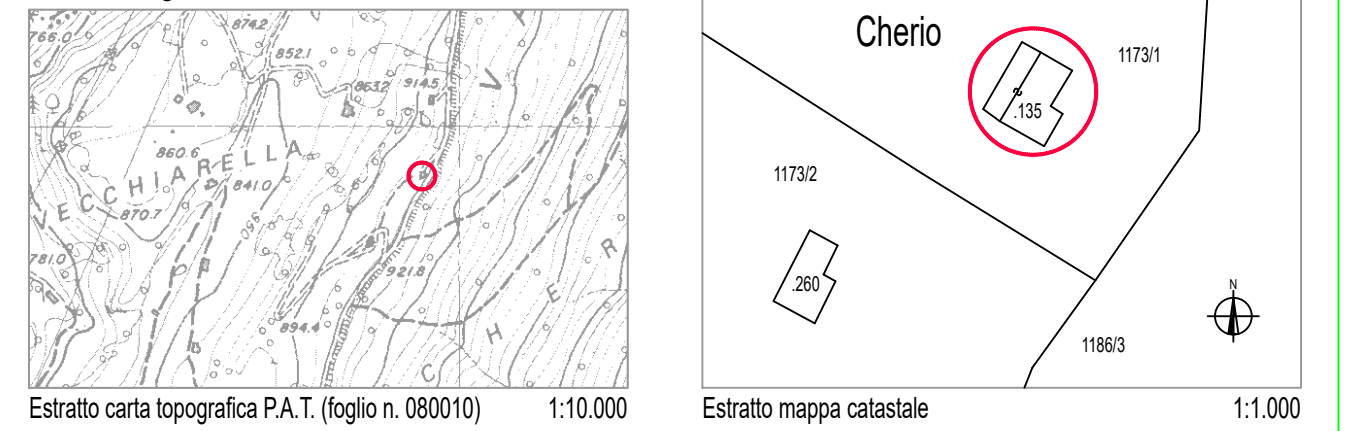 874.2
766.0
852.1
863.2
914.5
V
860.6
VECCHIARELLA
841.0
870.7
960
781.0
921.8
894.4
C H E R
Estratto carta topografica P.A.T. (foglio n. 080010) 1:10.000
Cherio
1173/1
.135
1173/2
.260
N
1186/3
Estratto mappa catastale 1:1.000